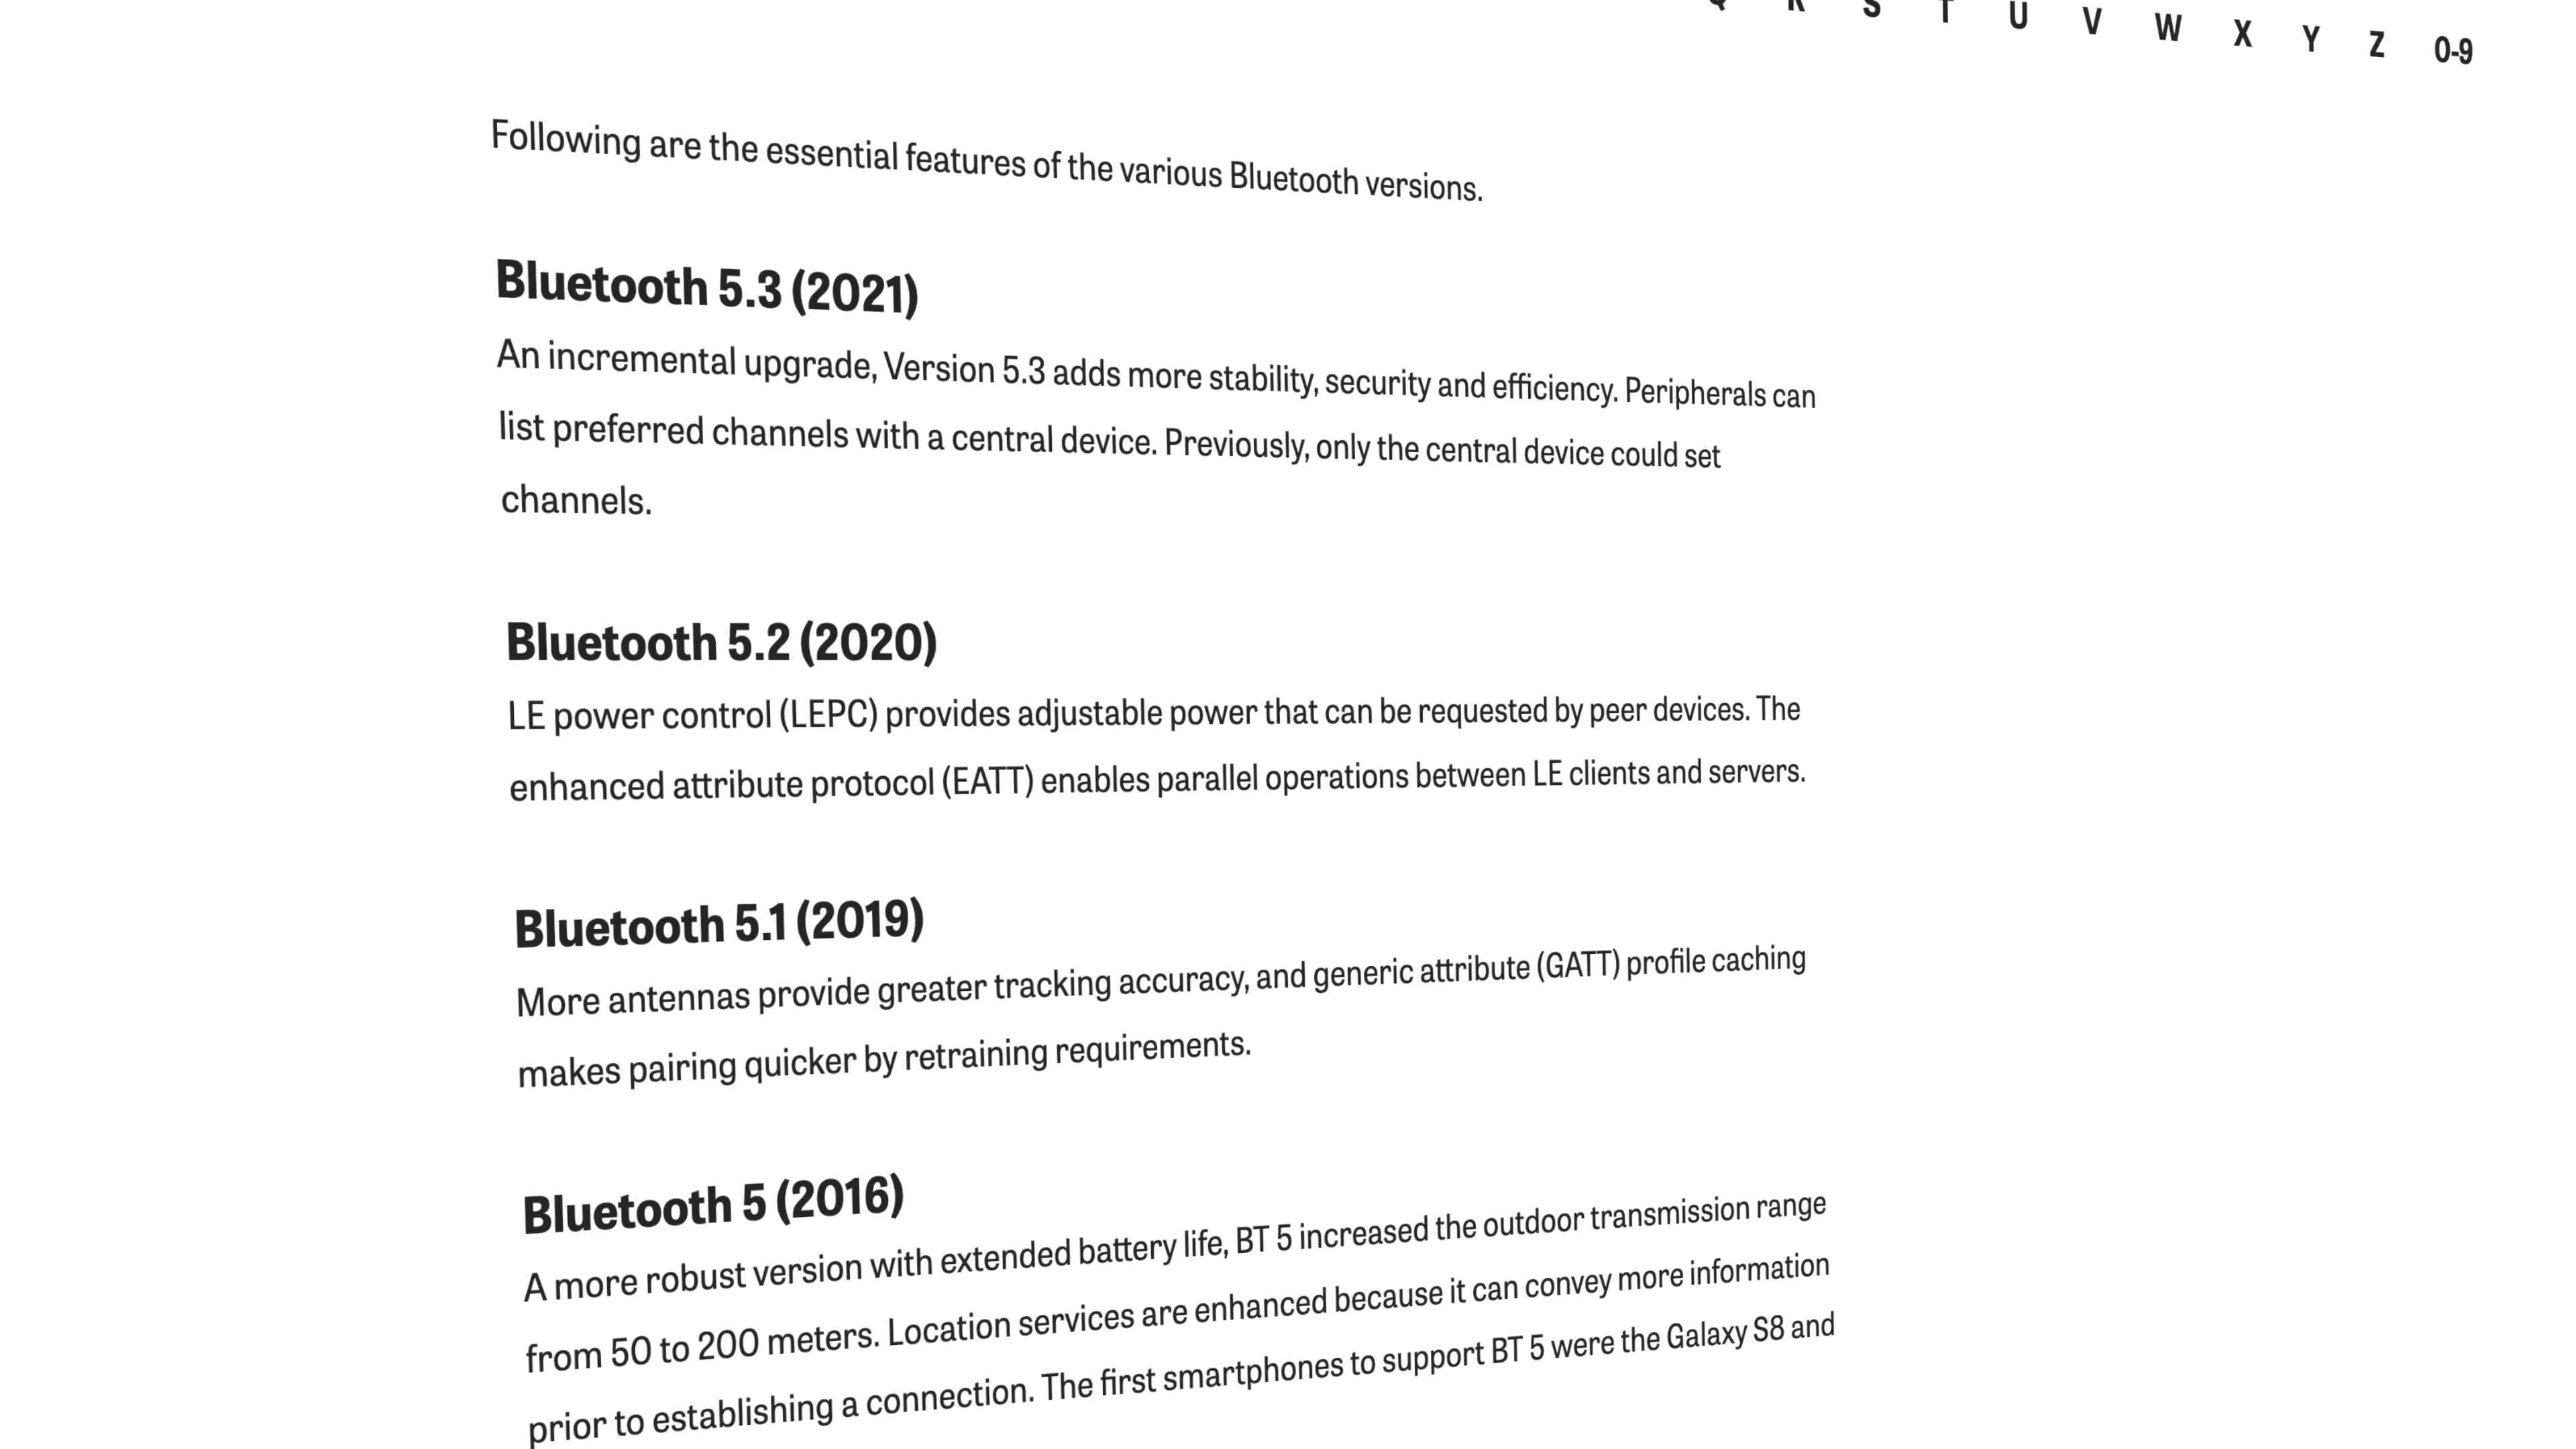 S T U V W X Y Z 0-9
Following are the essential features of the various Bluetooth versions.
Bluetooth 5.3 (2021)
An incremental upgrade, Version 5.3 adds more stability, security and efficiency. Peripherals can
list preferred channels with a central device. Previously, only the central device could set
channels.
Bluetooth 5.2 (2020)
LE power control (LEPC) provides adjustable power that can be requested by peer devices. The
enhanced attribute protocol (EATT) enables parallel operations between LE clients and servers.
Bluetooth 5.1 (2019)
More antennas provide greater tracking accuracy, and generic attribute (GATT) profile caching
makes pairing quicker by retraining requirements.
Bluetooth 5 (2016)
A more robust version with extended battery life, BT 5 increased the outdoor transmission range
from 50 to 200 meters. Location services are enhanced because it can convey more information
prior to establishing a connection. The first smartphones to support BT 5 were the Galaxy S8 and